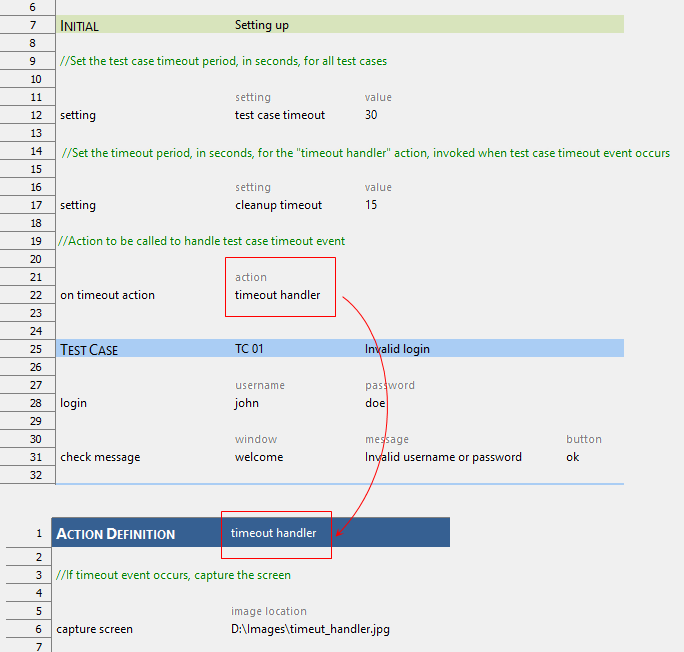 6
7 INITIAL Setting up
8
9 //Set the test case timeout period, in seconds, for all test cases
10
11 setting value
12 setting test case timeout 30
13
14 //Set the timeout period, in seconds, for the "timeout handler" action, invoked when test case timeout event occurs
15
16 setting value
17 setting cleanup timeout 15
18
19 //Action to be called to handle test case timeout event
20
21 action
22 on timeout action timeout handler
23
24
25 TEST CASE TC 01 Invalid login
26
27 username password
28 login john doe
29
30 window message button
31 check message welcome Invalid username or password ok
32
1 ACTION DEFINITION timeout handler
2
3 //If timeout event occurs, capture the screen
4
5 image location
6 capture screen D:\Images\timeut_handler.jpg
7